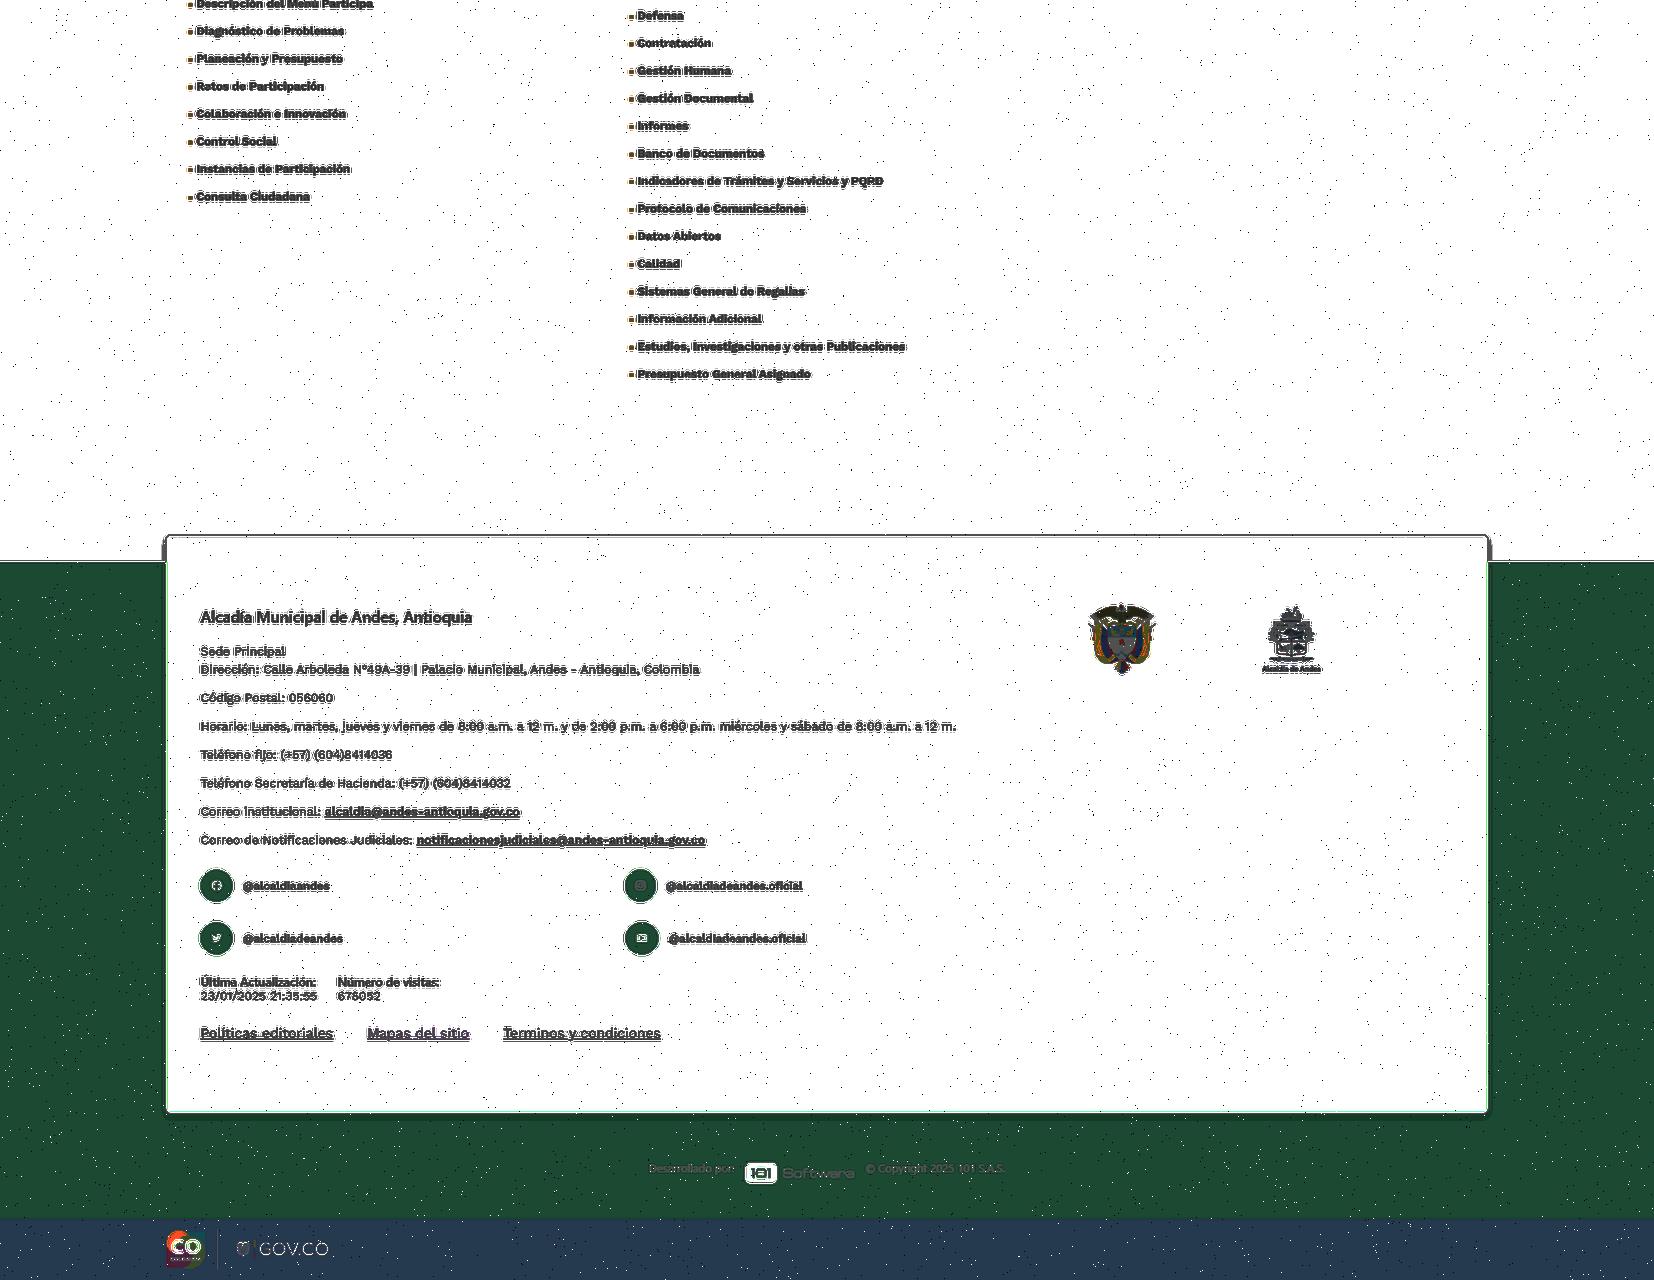 Descripción del Menú Participa
Diagnóstico de Problemas
Planeación y Presupuesto
Retos de Participación
Colaboración e Innovación
Control Social
Instancias de Participación
Consulta Ciudadana
Defensa
Contratación
Gestión Humana
Gestión Documental
Informes
Banco de Documentos
Indicadores de Trámites y Servicios y PQRD
Protocolo de Comunicaciones
Datos Abiertos
Calidad
Sistemas General de Regalías
Información Adicional
Estudios, Investigaciones y otras Publicaciones
Presupuesto General Asignado
Alcadía Municipal de Andes, Antioquia
Sede Principal
Dirección: Calle Arboleda N°49A-39 | Palacio Municipal, Andes - Antioquia, Colombia
Código Postal: 056060
Horario: Lunes, martes, jueves y viernes de 8:00 a.m. a 12 m. y de 2:00 p.m. a 6:00 p.m. miércoles y sábado de 8:00 a.m. a 12 m.
Teléfono fijo: (+57) (604)8414036
Teléfono Secretaría de Hacienda: (+57) (604)8414032
Correo institucional: alcaldia@andes-antioquia.gov.co
Correo de Notificaciones Judiciales: notificacionesjudiciales@andes-antioquia.gov.co
@alcaldiaandes
@alcaldiadeandes.oficial
@alcaldiadeandes
@alcaldiadeandes.oficial
Última Actualización: Número de visitas:
23/01/2025 21:35:55 678052
Políticas editoriales Mapas del sitio Terminos y condiciones
Alcaldía de Andes
Desarrollado por: 101 Software © Copyright 2025 101 S.A.S.
CO GOV.CO